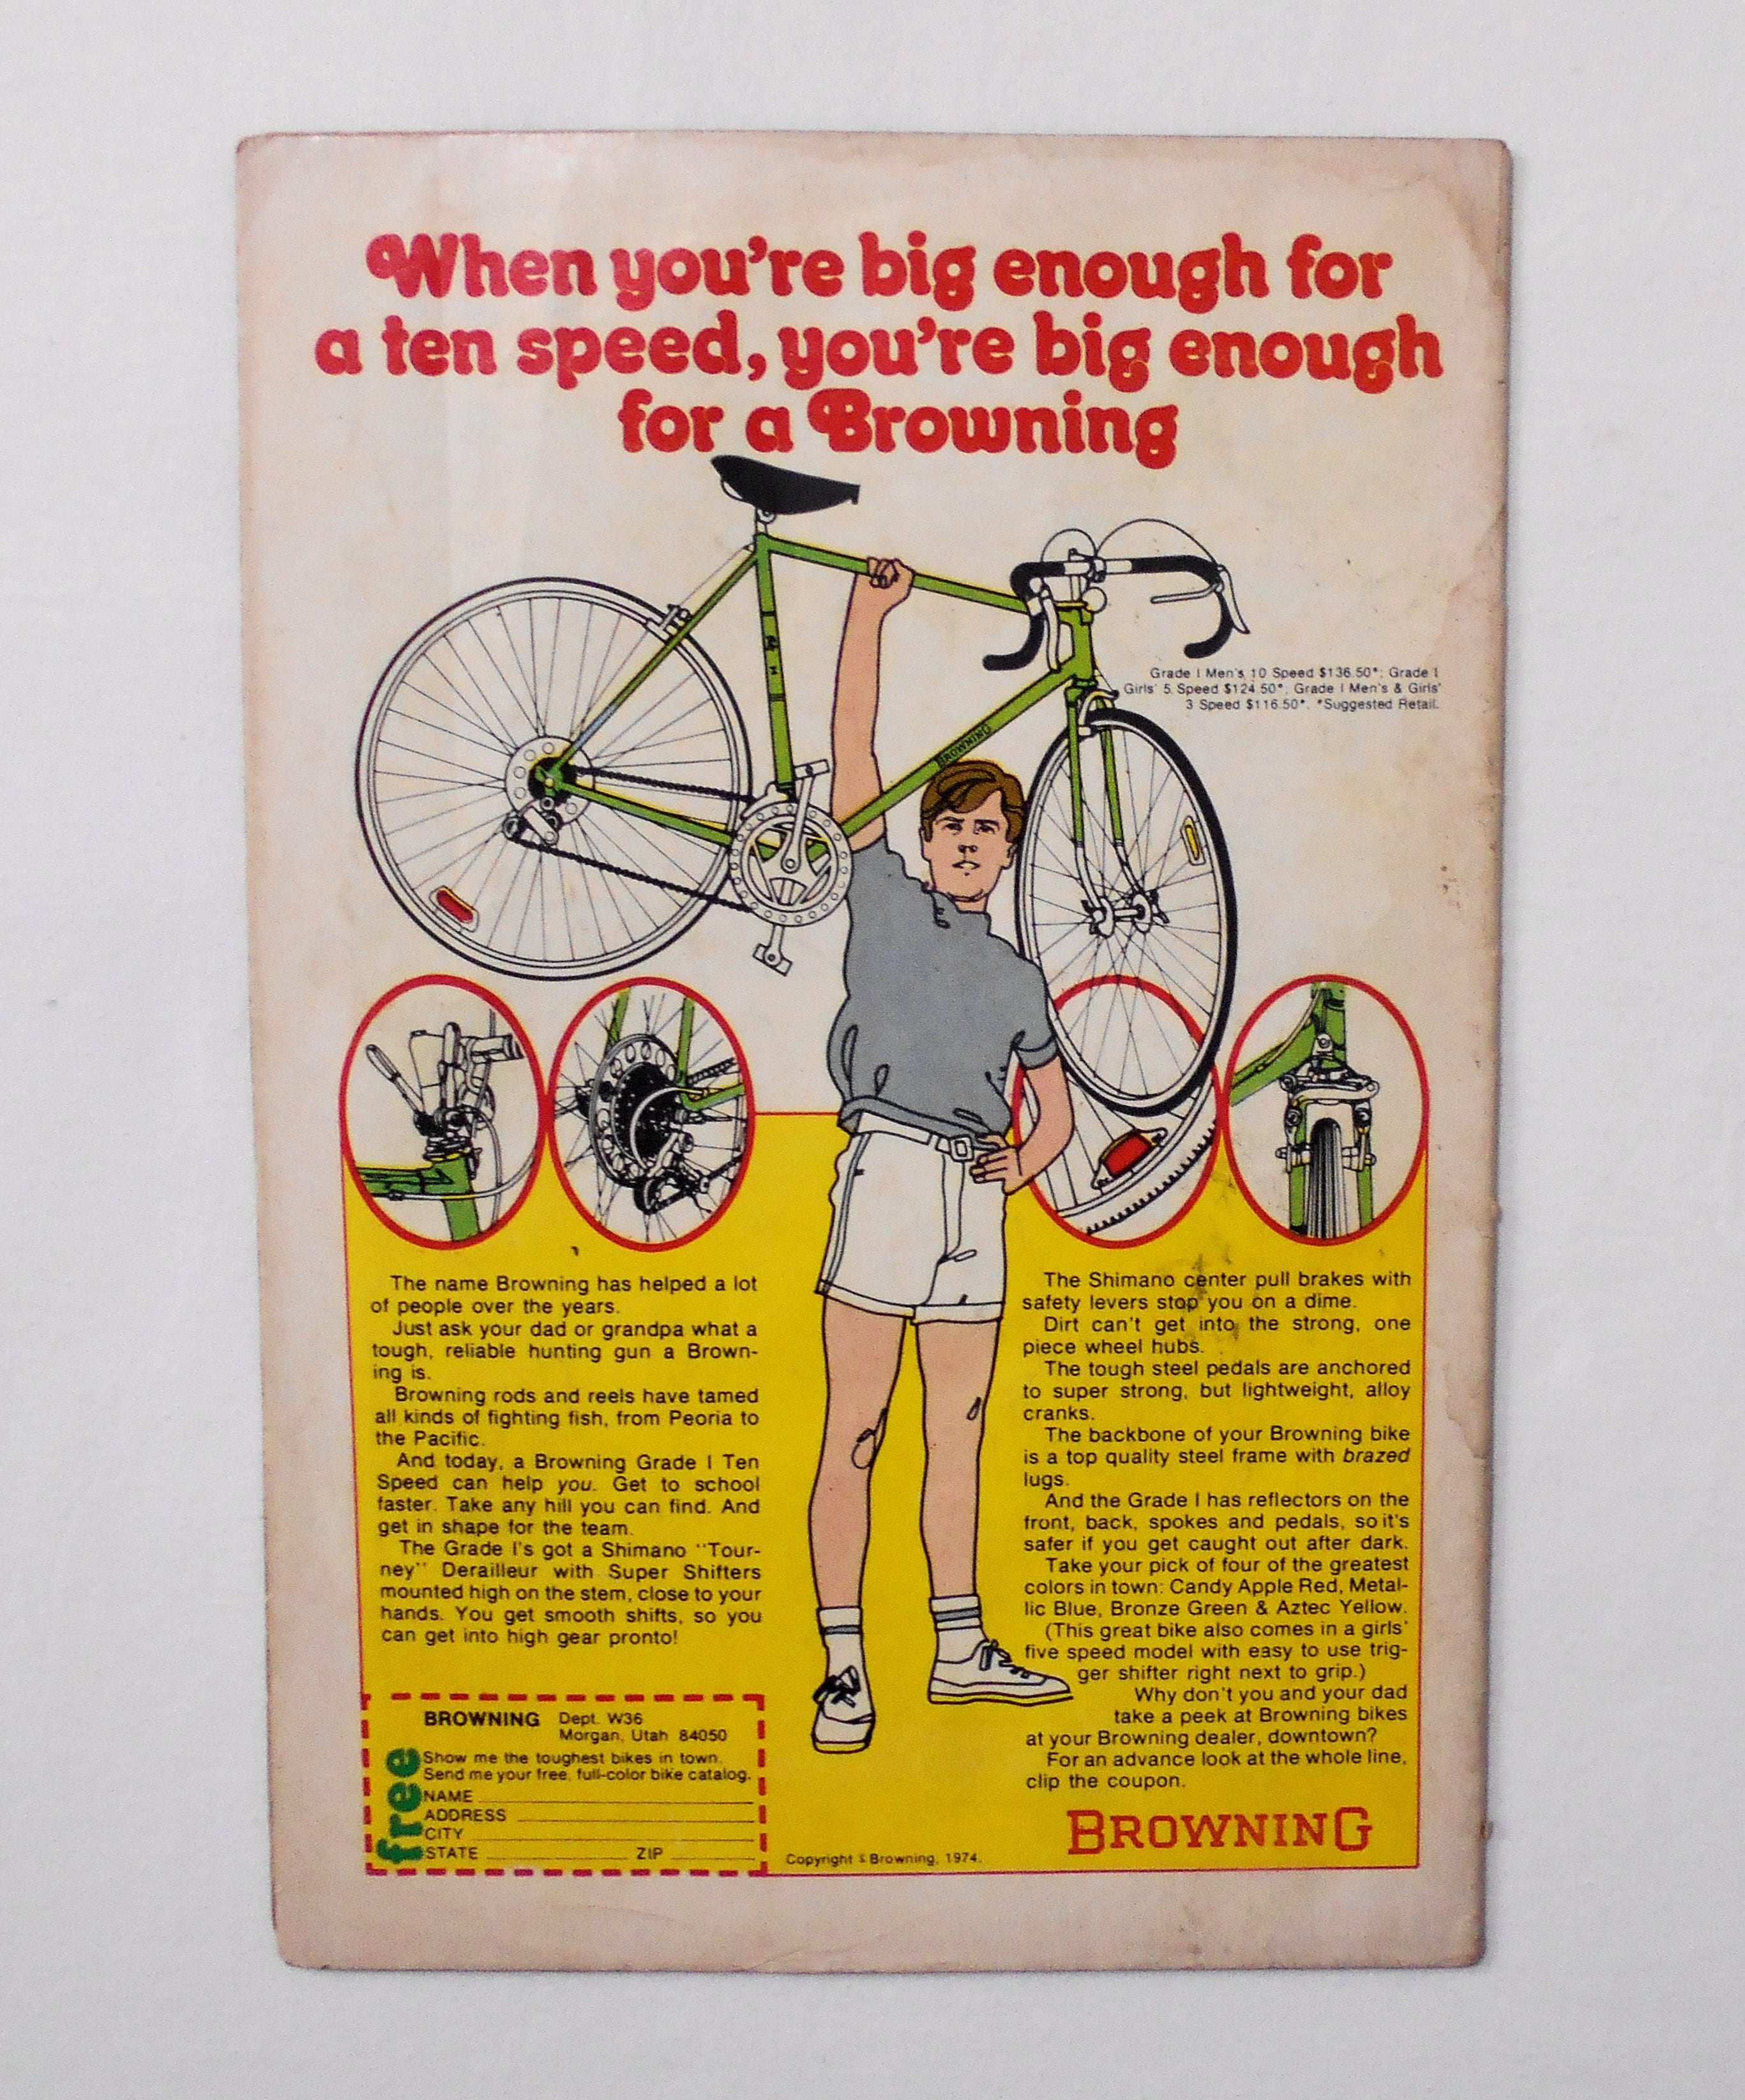 When you're big enough for
a ten speed, you're big enough
for a Browning
BROWNING
Grade I Men's 10 Speed $136.50*; Grade I
Girls' 5 Speed $124.50*; Grade I Men's & Girls'
3 Speed $116.50*. *Suggested Retail.
The name Browning has helped a lot
of people over the years.
Just ask your dad or grandpa what a
tough, reliable hunting gun a Brown-
ing is.
Browning rods and reels have tamed
all kinds of fighting fish, from Peoria to
the Pacific.
And today, a Browning Grade I Ten
Speed can help you. Get to school
faster. Take any hill you can find. And
get in shape for the team.
The Grade I's got a Shimano "Tour-
ney" Derailleur with Super Shifters
mounted high on the stem, close to your
hands. You get smooth shifts, so you
can get into high gear pronto!
The Shimano center pull brakes with
safety levers stop you on a dime.
Dirt can't get into the strong, one
piece wheel hubs.
The tough steel pedals are anchored
to super strong, but lightweight, alloy
cranks.
The backbone of your Browning bike
is a top quality steel frame with brazed
lugs.
And the Grade I has reflectors on the
front, back, spokes and pedals, so it's
safer if you get caught out after dark.
Take your pick of four of the greatest
colors in town: Candy Apple Red, Metal-
lic Blue, Bronze Green & Aztec Yellow.
(This great bike also comes in a girls'
five speed model with easy to use trig-
ger shifter right next to grip.)
Why don't you and your dad
take a peek at Browning bikes
at your Browning dealer, downtown?
For an advance look at the whole line,
clip the coupon.
BROWNING
free
BROWNING Dept. W36
Morgan, Utah 84050
Show me the toughest bikes in town.
Send me your free, full-color bike catalog.
NAME
ADDRESS
CITY
STATE ZIP
Copyright © Browning, 1974.